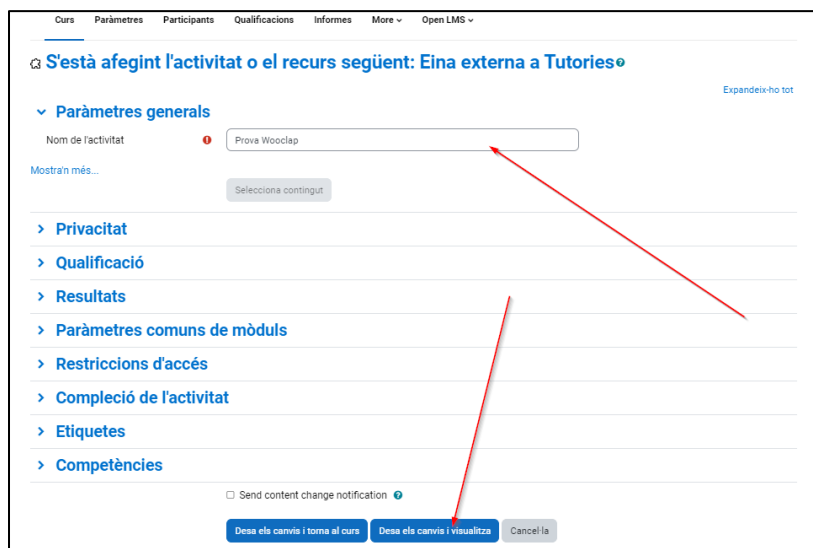 Curs Paràmetres Participants Qualificacions Informes More Open LMS
S'està afegint l'activitat o el recurs següent: Eina externa a Tutories
Expandeix-ho tot
Paràmetres generals
Nom de l'activitat Prova Wooclap
Mostra'n més...
Selecciona contingut
Privacitat
Qualificació
Resultats
Paràmetres comuns de mòduls
Restriccions d'accés
Compleció de l'activitat
Etiquetes
Competències
Send content change notification
Desa els canvis i torna al curs Desa els canvis i visualitza Cancel·la